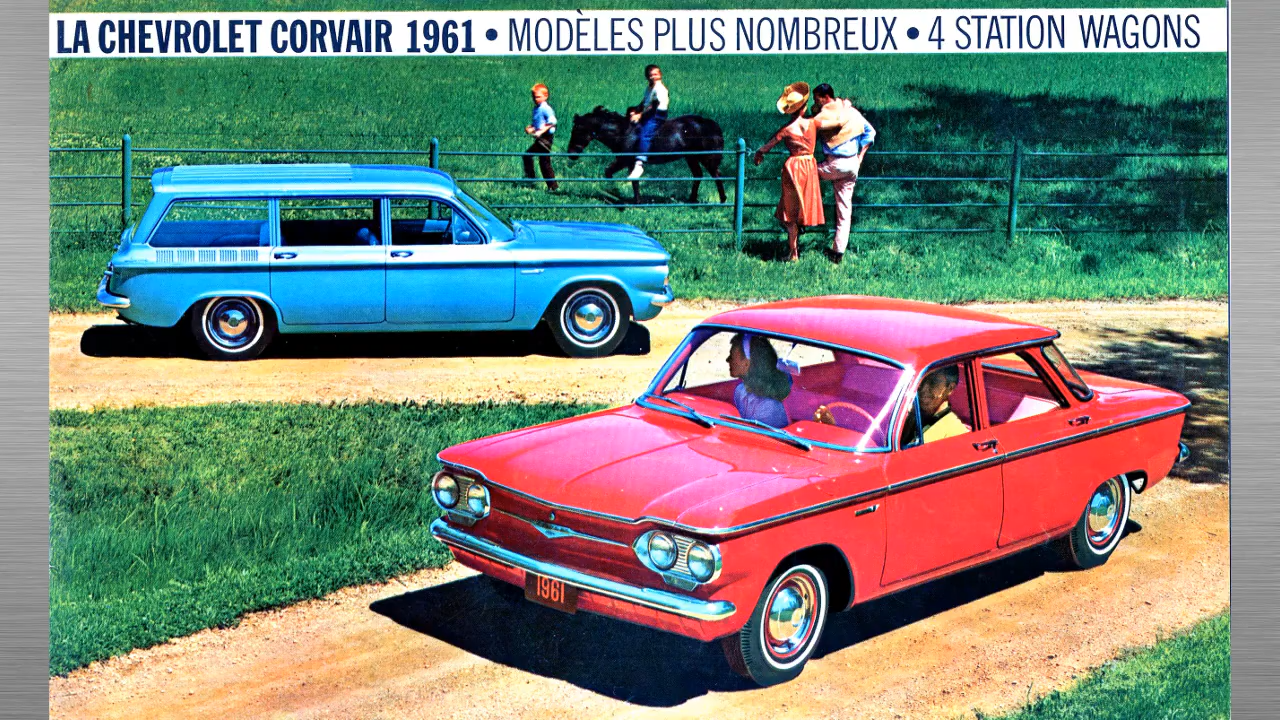 LA CHEVROLET CORVAIR 1961 • MODÈLES PLUS NOMBREUX • 4 STATION WAGONS
1961